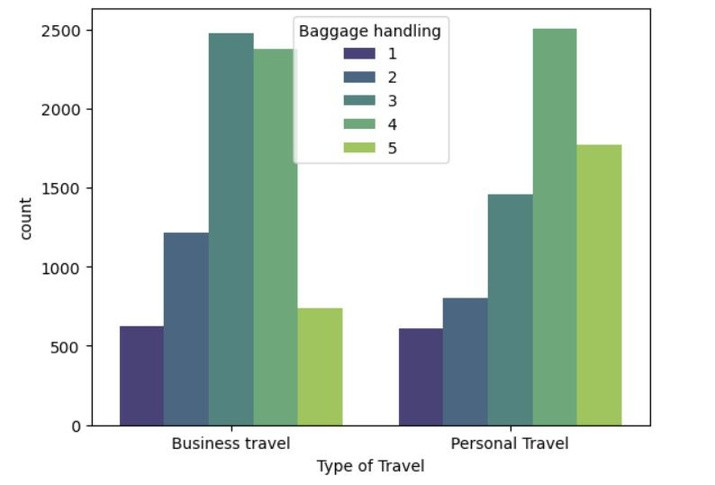 2500
2000
1500
1000
500
0
count
Baggage handling
1
2
3
4
5
Business travel
Personal Travel
Type of Travel